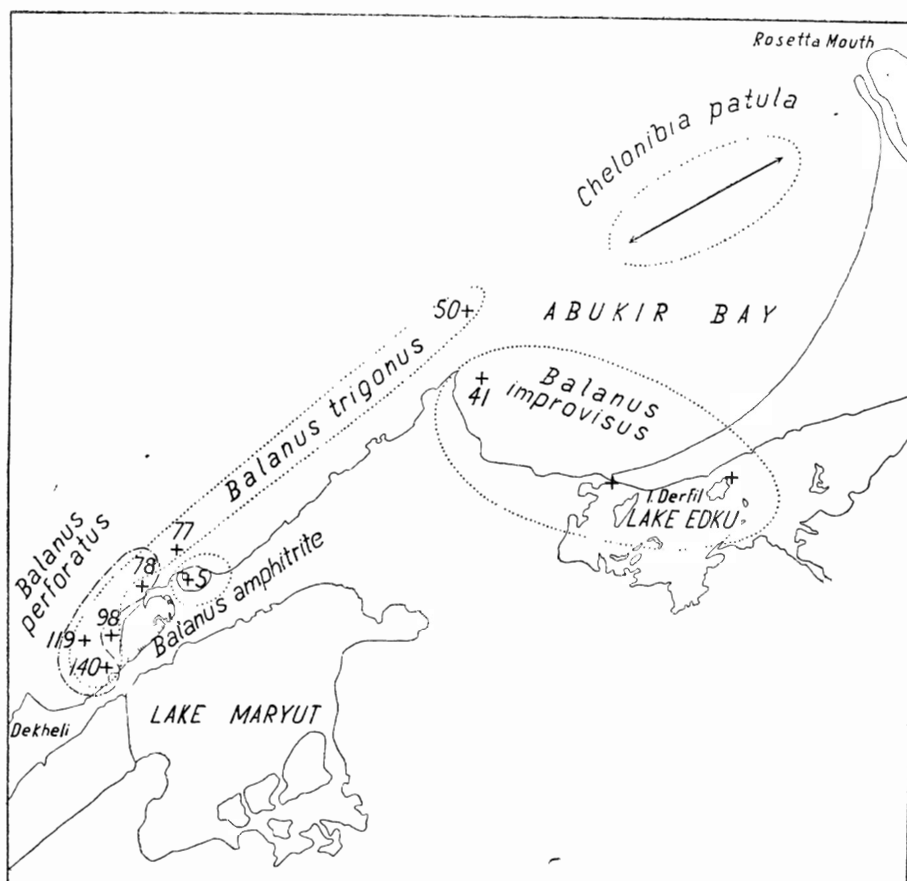 Rosetta Mouth
Chelonibia patula
50+
ABUKIR BAY
Balanus trigonus
+
41
Balanus
improvisus
I. Derfil
LAKE EDKU
77
+
78
+
+5
Balanus amphitrite
Balanus
perforatus
98
+
119+
140+
Dekheli
LAKE MARYUT